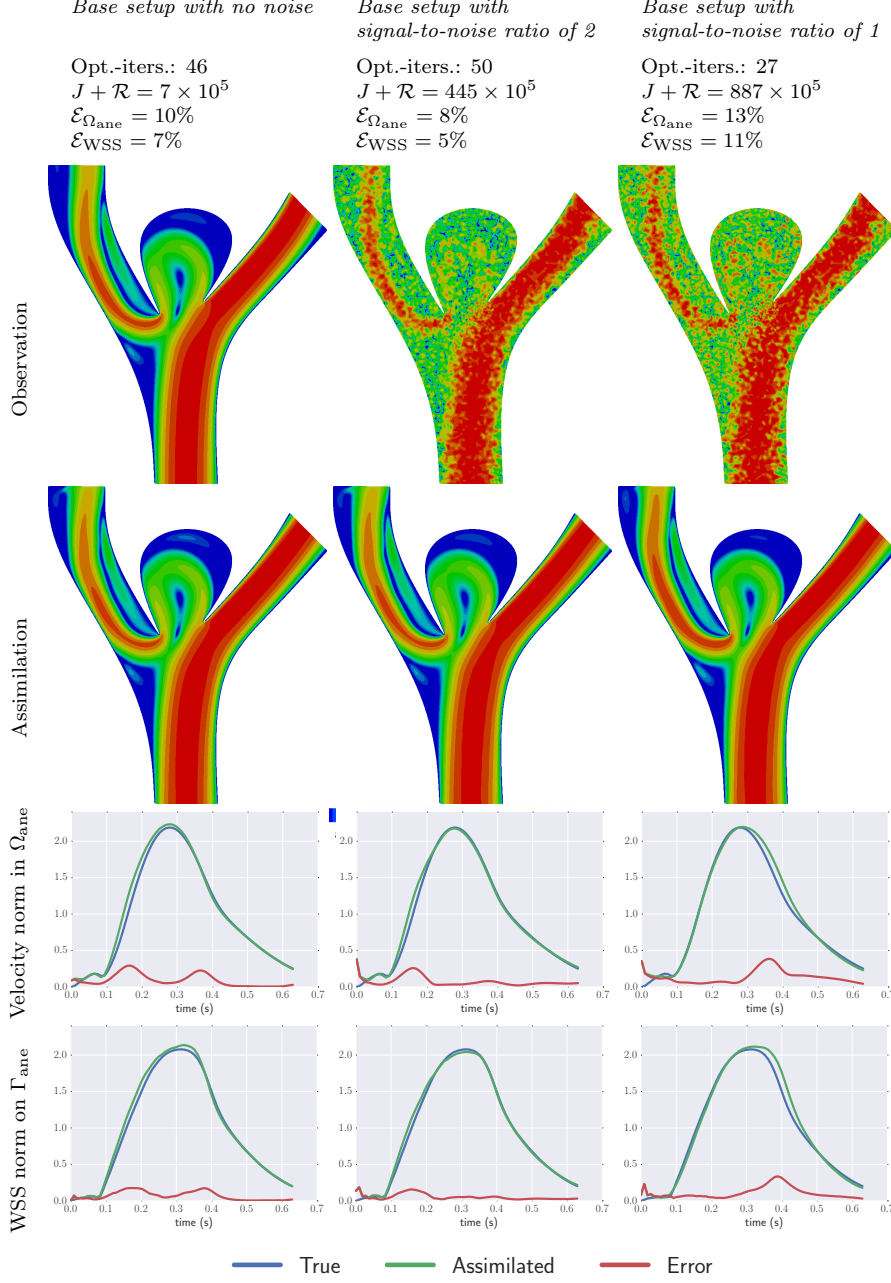 Base setup with no noise
Opt.-iters.: 46
J + R = 7 × 10⁵
ℰ_Ω_ane = 10%
ℰ_WSS = 7%
Base setup with
signal-to-noise ratio of 2
Opt.-iters.: 50
J + R = 445 × 10⁵
ℰ_Ω_ane = 8%
ℰ_WSS = 5%
Base setup with
signal-to-noise ratio of 1
Opt.-iters.: 27
J + R = 887 × 10⁵
ℰ_Ω_ane = 13%
ℰ_WSS = 11%
Observation
Assimilation
Velocity norm in Ω_ane
2.0
1.5
1.0
0.5
0.0
0.0 0.1 0.2 0.3 0.4 0.5 0.6 0.7
time (s)
2.0
1.5
1.0
0.5
0.0
0.0 0.1 0.2 0.3 0.4 0.5 0.6 0.7
time (s)
2.0
1.5
1.0
0.5
0.0
0.0 0.1 0.2 0.3 0.4 0.5 0.6 0.7
time (s)
WSS norm on Γ_ane
2.0
1.5
1.0
0.5
0.0
0.0 0.1 0.2 0.3 0.4 0.5 0.6 0.7
time (s)
2.0
1.5
1.0
0.5
0.0
0.0 0.1 0.2 0.3 0.4 0.5 0.6 0.7
time (s)
2.0
1.5
1.0
0.5
0.0
0.0 0.1 0.2 0.3 0.4 0.5 0.6 0.7
time (s)
True Assimilated Error